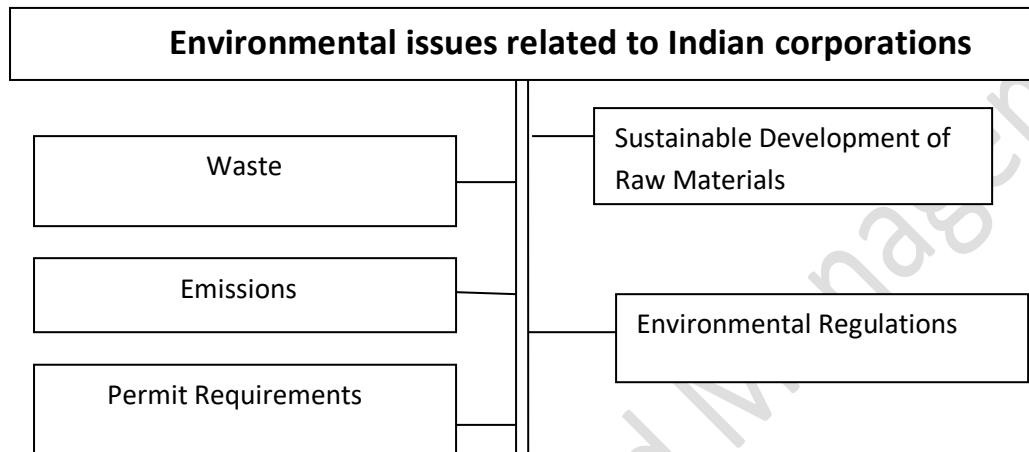 Environmental issues related to Indian corporations
Waste
Sustainable Development of
Raw Materials
Emissions
Environmental Regulations
Permit Requirements